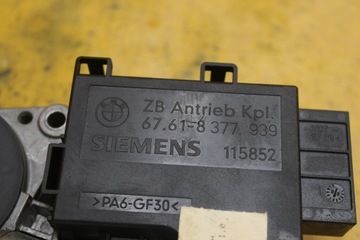 ZB Antrieb Kpl.
67.61-8 377 939
SIEMENS 115852
>PA6-GF30<